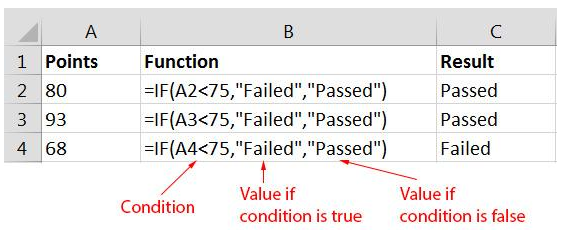 A B C
1 Points Function Result
2 80 =IF(A2<75,"Failed","Passed") Passed
3 93 =IF(A3<75,"Failed","Passed") Passed
4 68 =IF(A4<75,"Failed","Passed") Failed
Condition
Value if
condition is true
Value if
condition is false